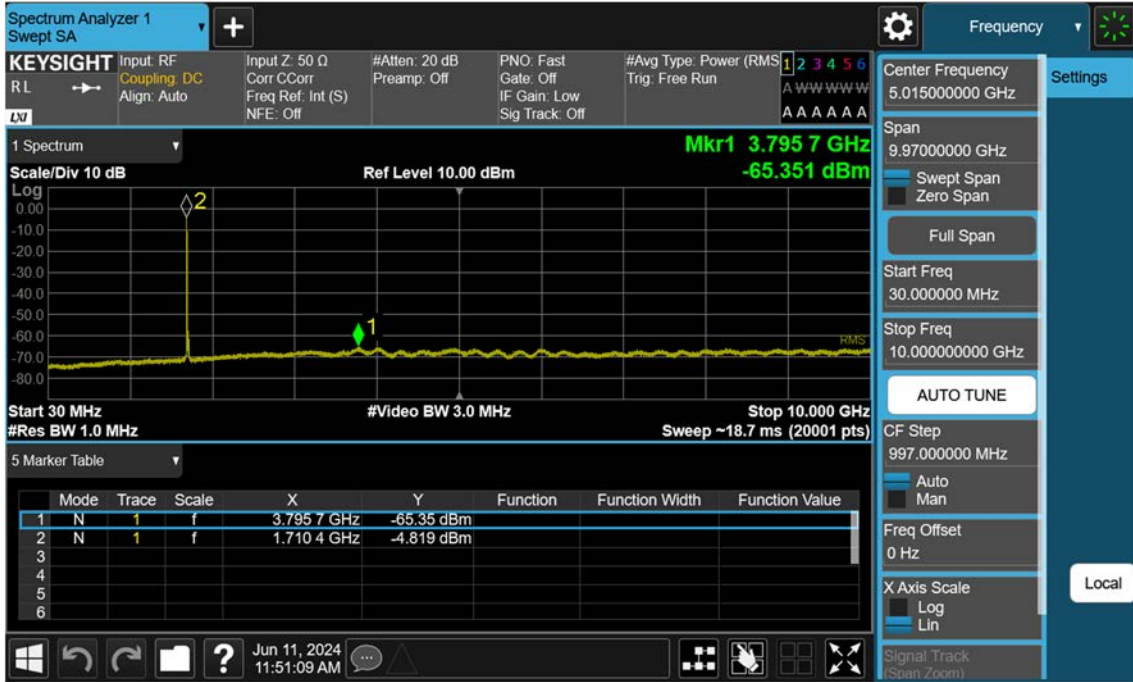 Spectrum Analyzer 1
Swept SA
+
Frequency
KEYSIGHT
RL
LXI
Input: RF
Coupling: DC
Align: Auto
Input Z: 50 Ω
Corr CCorr
Freq Ref: Int (S)
NFE: Off
#Atten: 20 dB
Preamp: Off
PNO: Fast
Gate: Off
IF Gain: Low
Sig Track: Off
#Avg Type: Power (RMS
Trig: Free Run
1 2 3 4 5 6
A W W W W W
A A A A A A
1 Spectrum
Mkr1 3.795 7 GHz
Scale/Div 10 dB
Ref Level 10.00 dBm
-65.351 dBm
Log
0.00
-10.0
-20.0
-30.0
-40.0
-50.0
-60.0
-70.0
-80.0
2
1
RMS
Start 30 MHz
#Video BW 3.0 MHz
Stop 10.000 GHz
#Res BW 1.0 MHz
Sweep ~18.7 ms (20001 pts)
5 Marker Table
Mode Trace Scale X Y Function Function Width Function Value
1 N 1 f 3.795 7 GHz -65.35 dBm
2 N 1 f 1.710 4 GHz -4.819 dBm
3
4
5
6
?
Jun 11, 2024
11:51:09 AM
Center Frequency
5.015000000 GHz
Settings
Span
9.97000000 GHz
Swept Span
Zero Span
Full Span
Start Freq
30.000000 MHz
Stop Freq
10.000000000 GHz
AUTO TUNE
CF Step
997.000000 MHz
Auto
Man
Freq Offset
0 Hz
X Axis Scale
Log
Lin
Local
Signal Track
(Span Zoom)